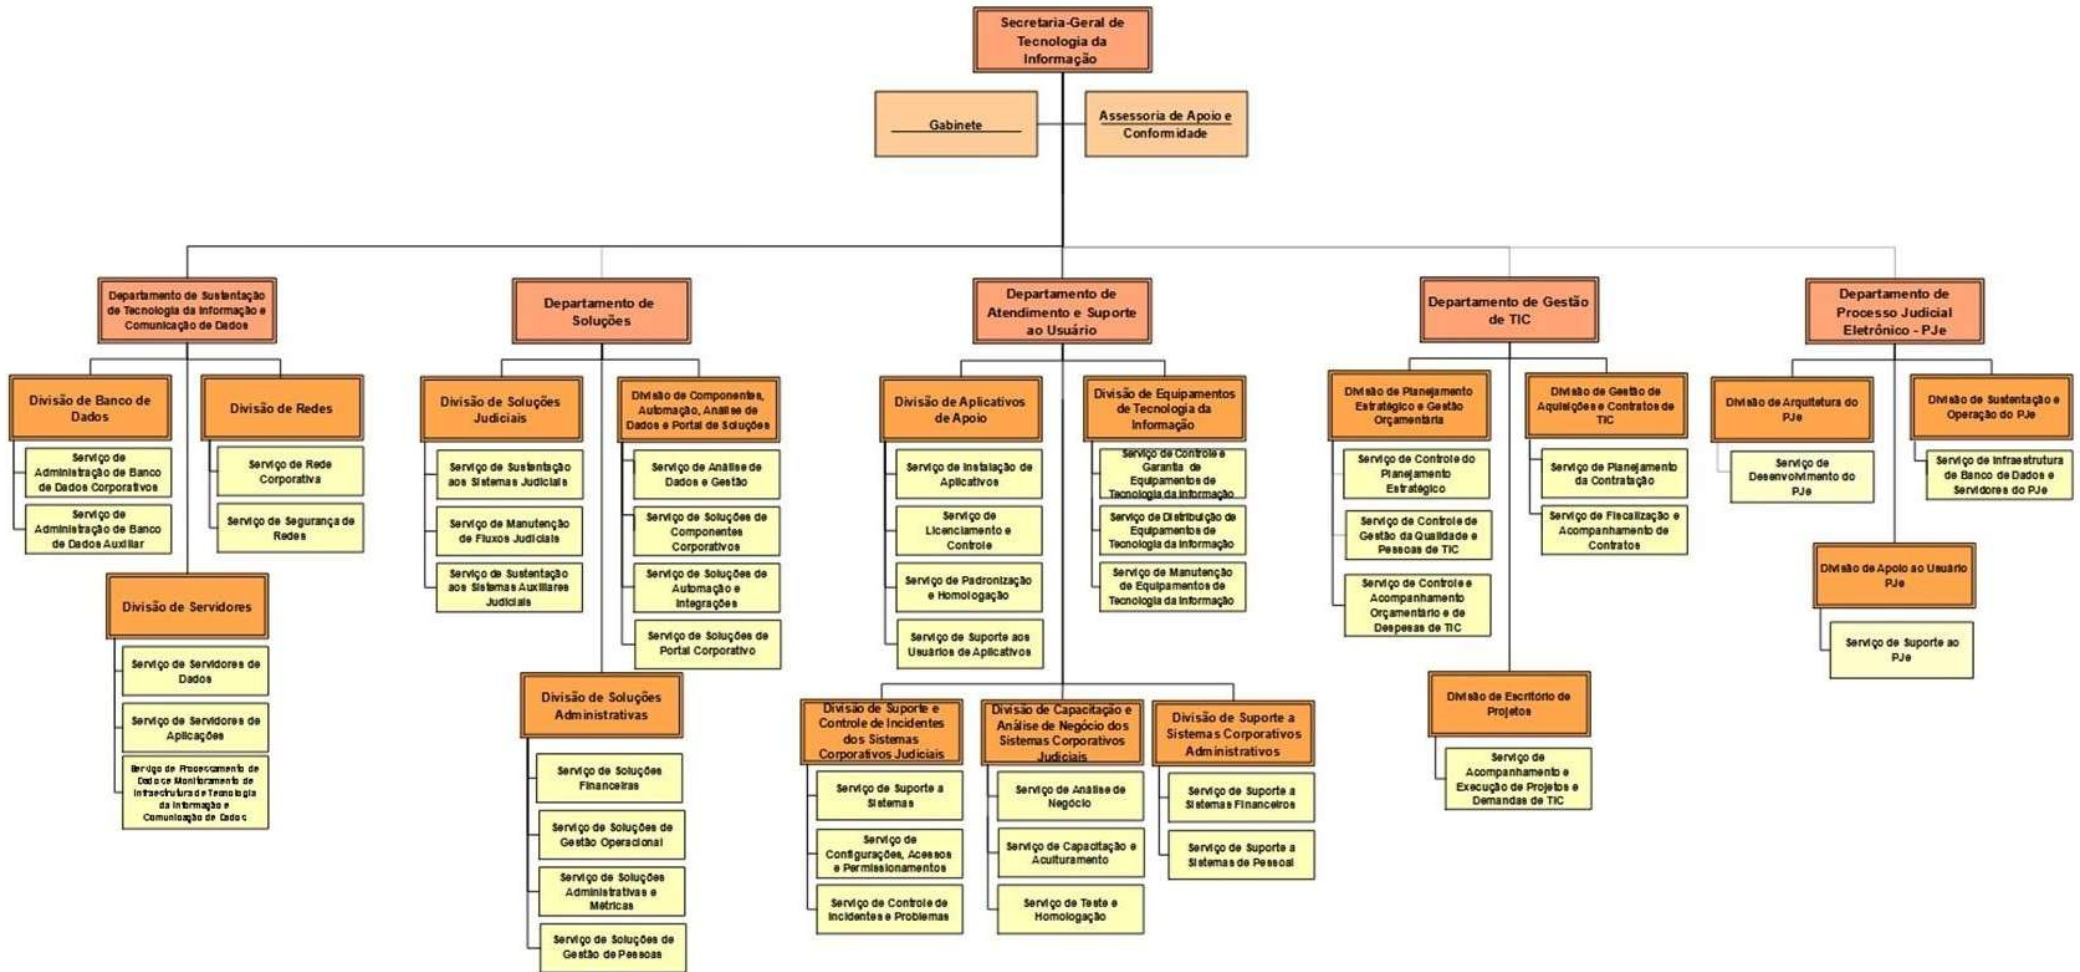 Secretaria-Geral de
Tecnologia da
Informação
Gabinete
Assessoria de Apoio e
Conformidade
Departamento de Sustentação
de Tecnologia da Informação e
Comunicação de Dados
Departamento de
Soluções
Departamento de
Atendimento e Suporte
ao Usuário
Departamento de Gestão
de TIC
Departamento de
Processo Judicial
Eletrônico - PJe
Divisão de Banco de
Dados
Serviço de
Administração de Banco
de Dados Corporativos
Serviço de
Administração de Banco
de Dados Auxiliar
Divisão de Redes
Serviço de Rede
Corporativa
Serviço de Segurança de
Redes
Divisão de Servidores
Serviço de Servidores de
Dados
Serviço de Servidores de
Aplicações
Serviço de Processamento de
Dados e Monitoramento de
Infraestrutura de Tecnologia
da Informação e
Comunicação de Dados
Divisão de Soluções
Judiciais
Serviço de Sustentação
aos Sistemas Judiciais
Serviço de Manutenção
de Fluxos Judiciais
Serviço de Sustentação
aos Sistemas Auxiliares
Judiciais
Divisão de Componentes,
Automação, Análise de
Dados e Portal de Soluções
Serviço de Análise de
Dados e Gestão
Serviço de Soluções de
Componentes
Corporativos
Serviço de Soluções de
Automação e
Integrações
Serviço de Soluções de
Portal Corporativo
Divisão de Soluções
Administrativas
Serviço de Soluções
Financeiras
Serviço de Soluções de
Gestão Operacional
Serviço de Soluções
Administrativas e
Métricas
Serviço de Soluções de
Gestão de Pessoas
Divisão de Aplicativos
de Apoio
Serviço de Instalação de
Aplicativos
Serviço de
Licenciamento e
Controle
Serviço de Padronização
e Homologação
Serviço de Suporte aos
Usuários de Aplicativos
Divisão de Equipamentos
de Tecnologia da
Informação
Serviço de Controle e
Garantia de
Equipamentos de
Tecnologia da Informação
Serviço de Distribuição de
Equipamentos de
Tecnologia da Informação
Serviço de Manutenção
de Equipamentos de
Tecnologia da Informação
Divisão de Suporte e
Controle de Incidentes
dos Sistemas
Corporativos Judiciais
Serviço de Suporte a
Sistemas
Serviço de
Configurações, Acessos
e Permissionamentos
Serviço de Controle de
Incidentes e Problemas
Divisão de Capacitação e
Análise de Negócio dos
Sistemas Corporativos
Judiciais
Serviço de Análise de
Negócio
Serviço de Capacitação e
Aculturamento
Serviço de Teste e
Homologação
Divisão de Suporte a
Sistemas Corporativos
Administrativos
Serviço de Suporte a
Sistemas Financeiros
Serviço de Suporte a
Sistemas de Pessoal
Divisão de Planejamento
Estratégico e Gestão
Orçamentária
Serviço de Controle do
Planejamento
Estratégico
Serviço de Controle de
Gestão da Qualidade e
Pessoas de TIC
Serviço de Controle e
Acompanhamento
Orçamentário e de
Despesas de TIC
Divisão de Gestão de
Aquisições e Contratos de
TIC
Serviço de Planejamento
da Contratação
Serviço de Fiscalização e
Acompanhamento de
Contratos
Divisão de Escritório de
Projetos
Serviço de
Acompanhamento e
Execução de Projetos e
Demandas de TIC
Divisão de Arquitetura do
PJe
Serviço de
Desenvolvimento do
PJe
Divisão de Sustentação e
Operação do PJe
Serviço de Infraestrutura
de Banco de Dados e
Servidores do PJe
Divisão de Apoio ao Usuário
PJe
Serviço de Suporte ao
PJe